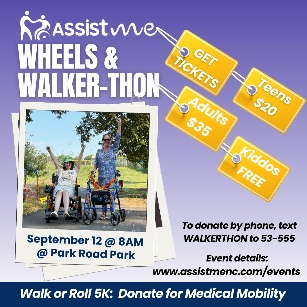 Assist me
WHEELS &
WALKER-THON
GET
TICKETS
Teens
$20
Adults
$35
Kiddos
FREE
September 12 @ 8AM
@ Park Road Park
To donate by phone, text
WALKERTHON to 53-555
Event details:
www.assistmenc.com/events
Walk or Roll 5K: Donate for Medical Mobility